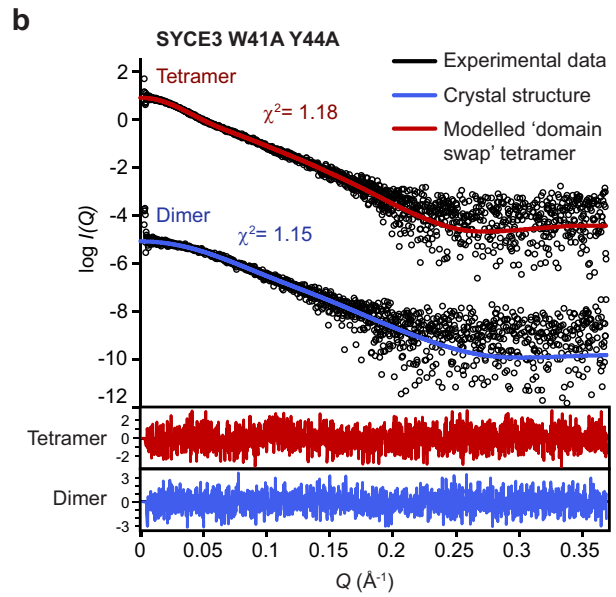 b
SYCE3 W41A Y44A
Experimental data
Crystal structure
Modelled ‘domain
swap’ tetramer
Tetramer
χ²= 1.18
Dimer
χ²= 1.15
log I(Q)
2
0
-2
-4
-6
-8
-10
-12
Tetramer
2
0
-2
Dimer
3
0
-3
0
0.05
0.1
0.15
0.2
0.25
0.3
0.35
Q (Å⁻¹)